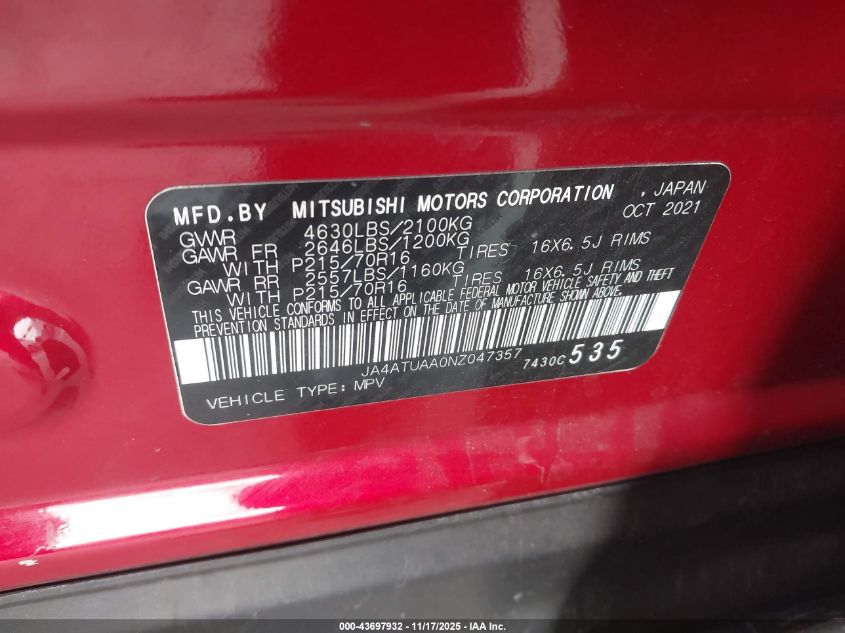 MFD.BY MITSUBISHI MOTORS CORPORATION , JAPAN
OCT 2021
GVWR 4630LBS/2100KG
GAWR FR 2646LBS/1200KG
WITH P215/70R16 TIRES 16X6.5J RIMS
GAWR RR 2557LBS/1160KG
WITH P215/70R16 TIRES 16X6.5J RIMS
THIS VEHICLE CONFORMS TO ALL APPLICABLE FEDERAL MOTOR VEHICLE SAFETY AND THEFT
PREVENTION STANDARDS IN EFFECT ON THE DATE OF MANUFACTURE SHOWN ABOVE.
JA4ATUAA0NZ047357 7430C 535
VEHICLE TYPE: MPV
000-43697932 - 11/17/2025 - IAA Inc.